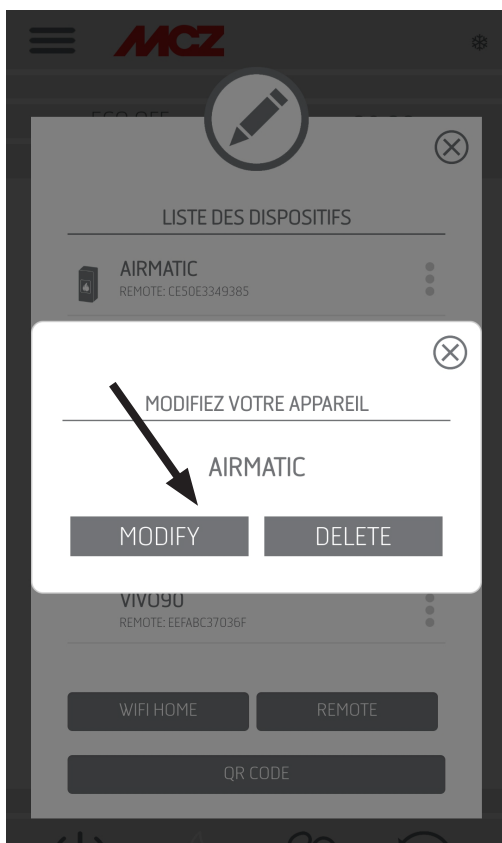 MCZ
LISTE DES DISPOSITIFS
AIRMATIC
REMOTE: CE50E3349385
MODIFIEZ VOTRE APPAREIL
AIRMATIC
MODIFY DELETE
VIVO90
REMOTE: EEFABC37036F
WIFI HOME REMOTE
QR CODE